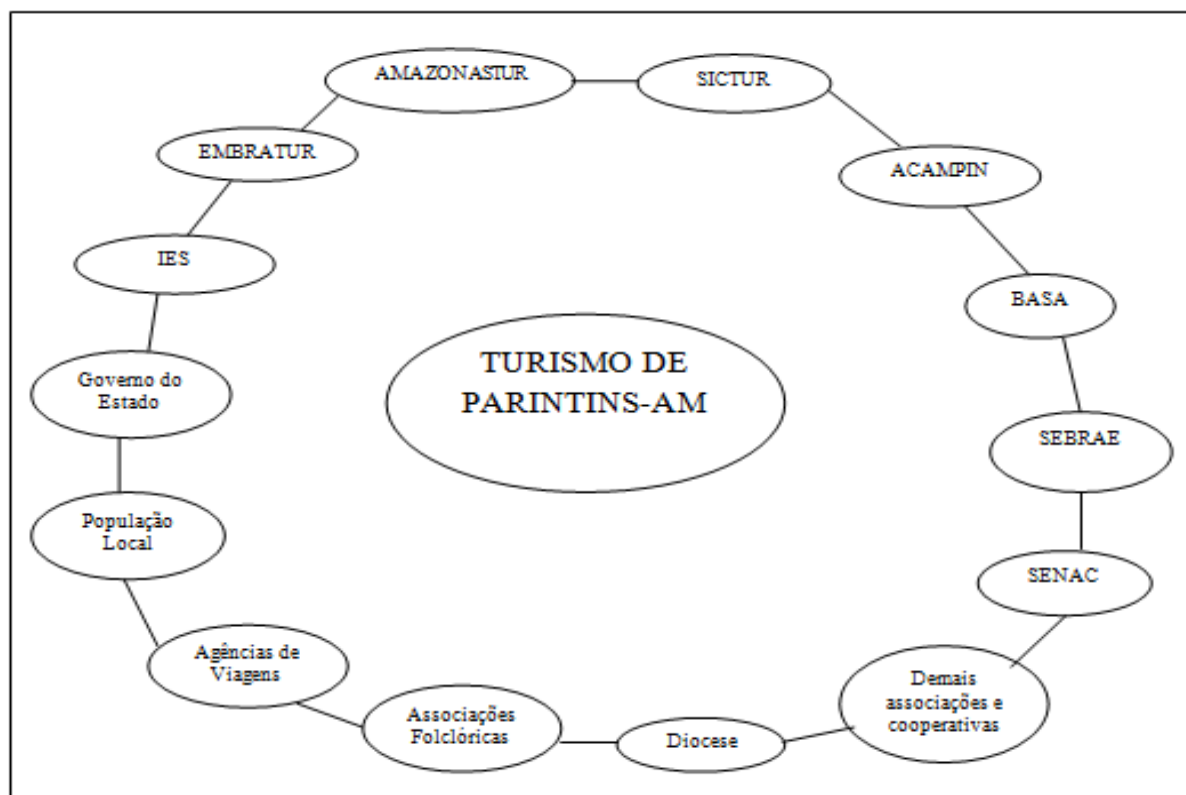 AMAZONASTUR
SICTUR
EMBRATUR
ACAMPIN
IES
BASA
TURISMO DE
PARINTINS-AM
Governo do
Estado
SEBRAE
População
Local
SENAC
Agências de
Viagens
Demais
associações e
cooperativas
Associações
Folclóricas
Diocese